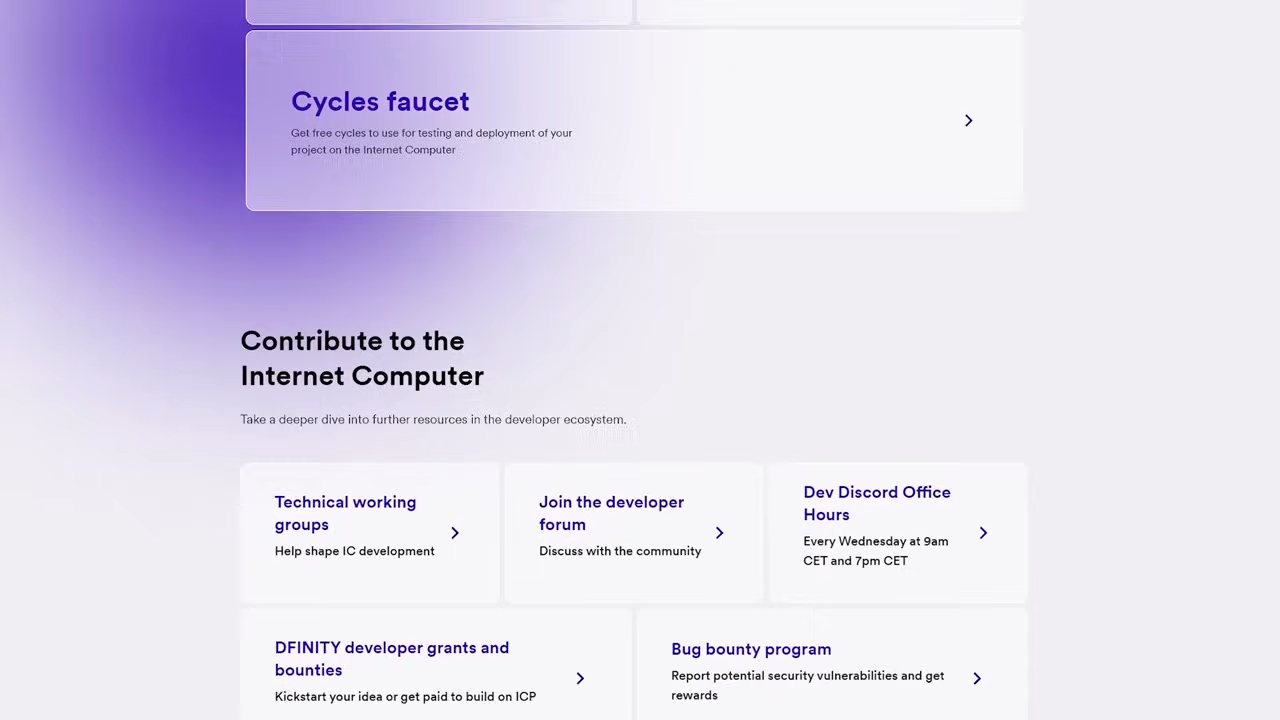 Cycles faucet
Get free cycles to use for testing and deployment of your
project on the Internet Computer
Contribute to the
Internet Computer
Take a deeper dive into further resources in the developer ecosystem.
Technical working
groups
Help shape IC development
Join the developer
forum
Discuss with the community
Dev Discord Office
Hours
Every Wednesday at 9am
CET and 7pm CET
DFINITY developer grants and
bounties
Kickstart your idea or get paid to build on ICP
Bug bounty program
Report potential security vulnerabilities and get
rewards